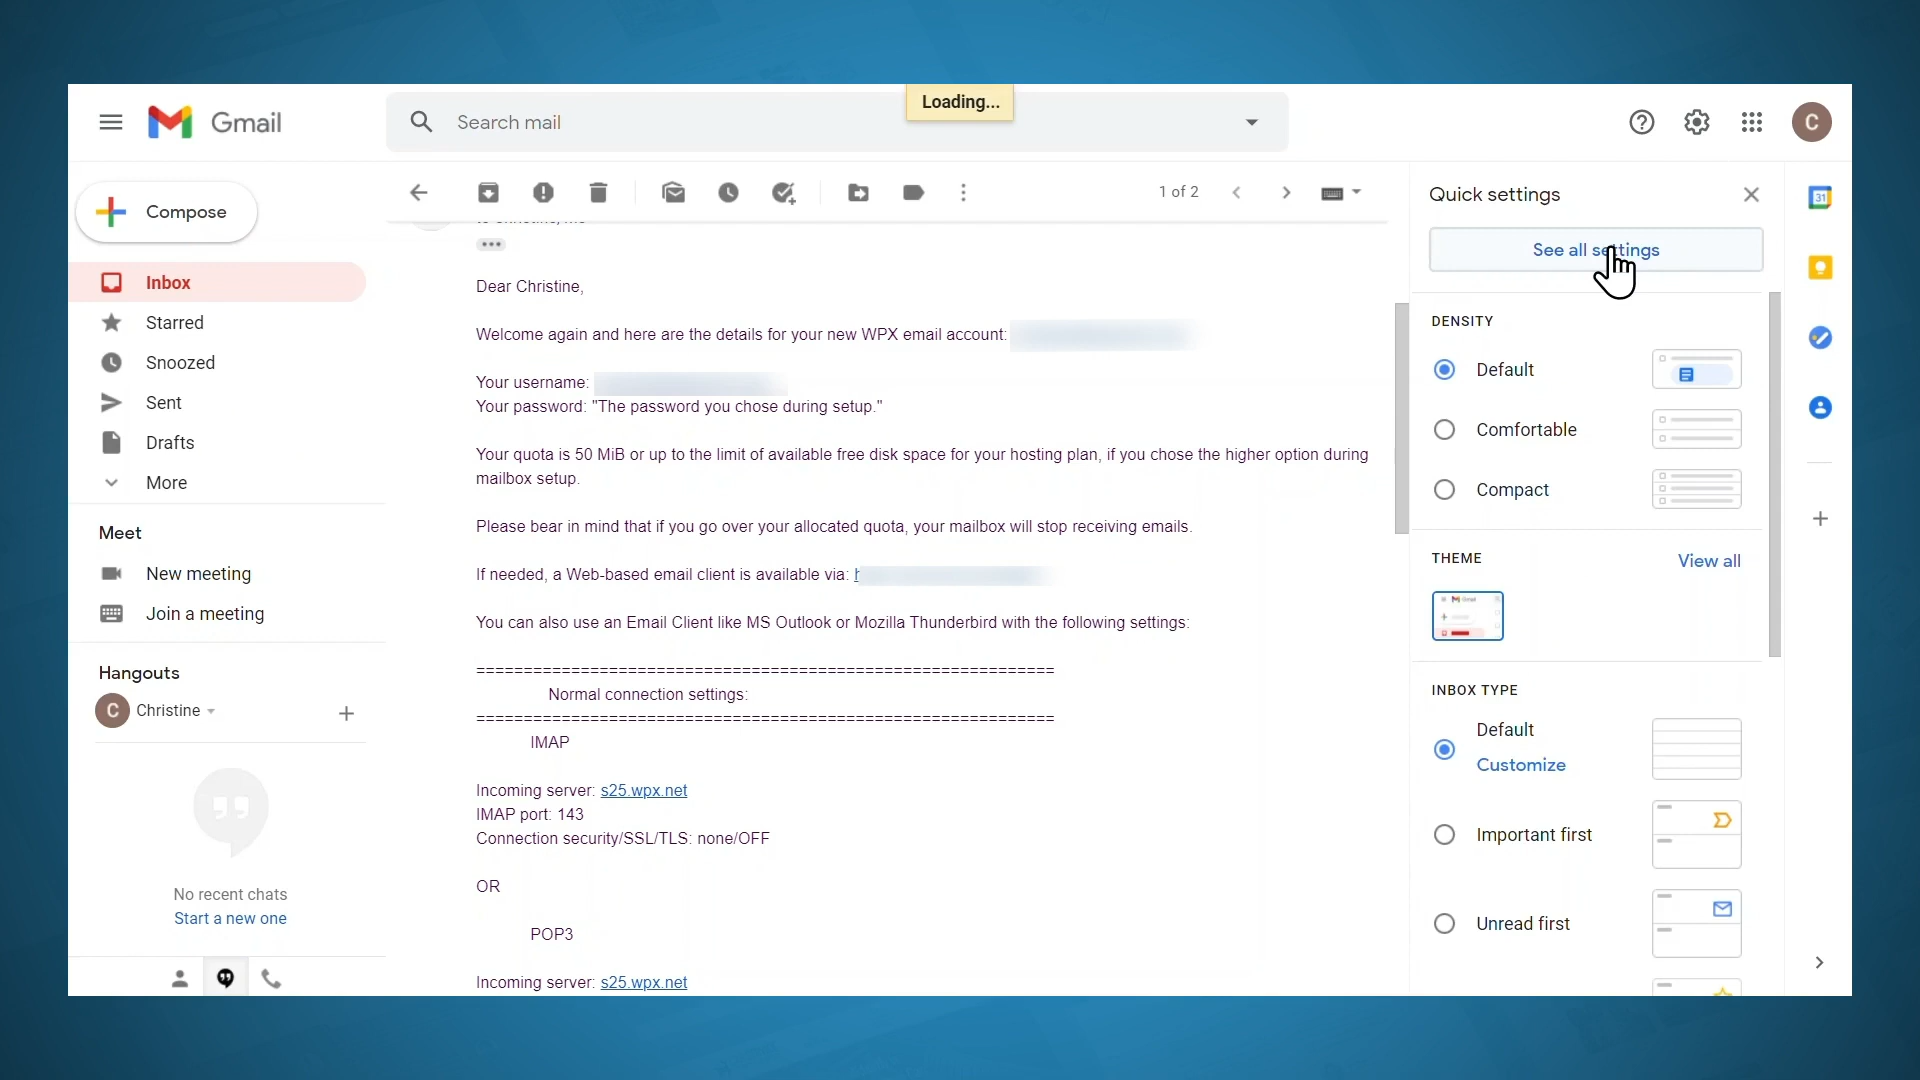 Loading...
Gmail
Search mail
C
Compose
1 of 2
Quick settings
31
See all settings
Inbox
Starred
Snoozed
Sent
Drafts
More
Meet
New meeting
Join a meeting
Hangouts
C
Christine
No recent chats
Start a new one
Dear Christine,
Welcome again and here are the details for your new WPX email account:
Your username:
Your password: "The password you chose during setup."
Your quota is 50 MiB or up to the limit of available free disk space for your hosting plan, if you chose the higher option during
mailbox setup.
Please bear in mind that if you go over your allocated quota, your mailbox will stop receiving emails.
If needed, a Web-based email client is available via:
You can also use an Email Client like MS Outlook or Mozilla Thunderbird with the following settings:
==============================================================
Normal connection settings:
==============================================================
IMAP
Incoming server: s25.wpx.net
IMAP port: 143
Connection security/SSL/TLS: none/OFF
OR
POP3
Incoming server: s25.wpx.net
DENSITY
Default
Comfortable
Compact
THEME
View all
Gmail
INBOX TYPE
Default
Customize
Important first
Unread first